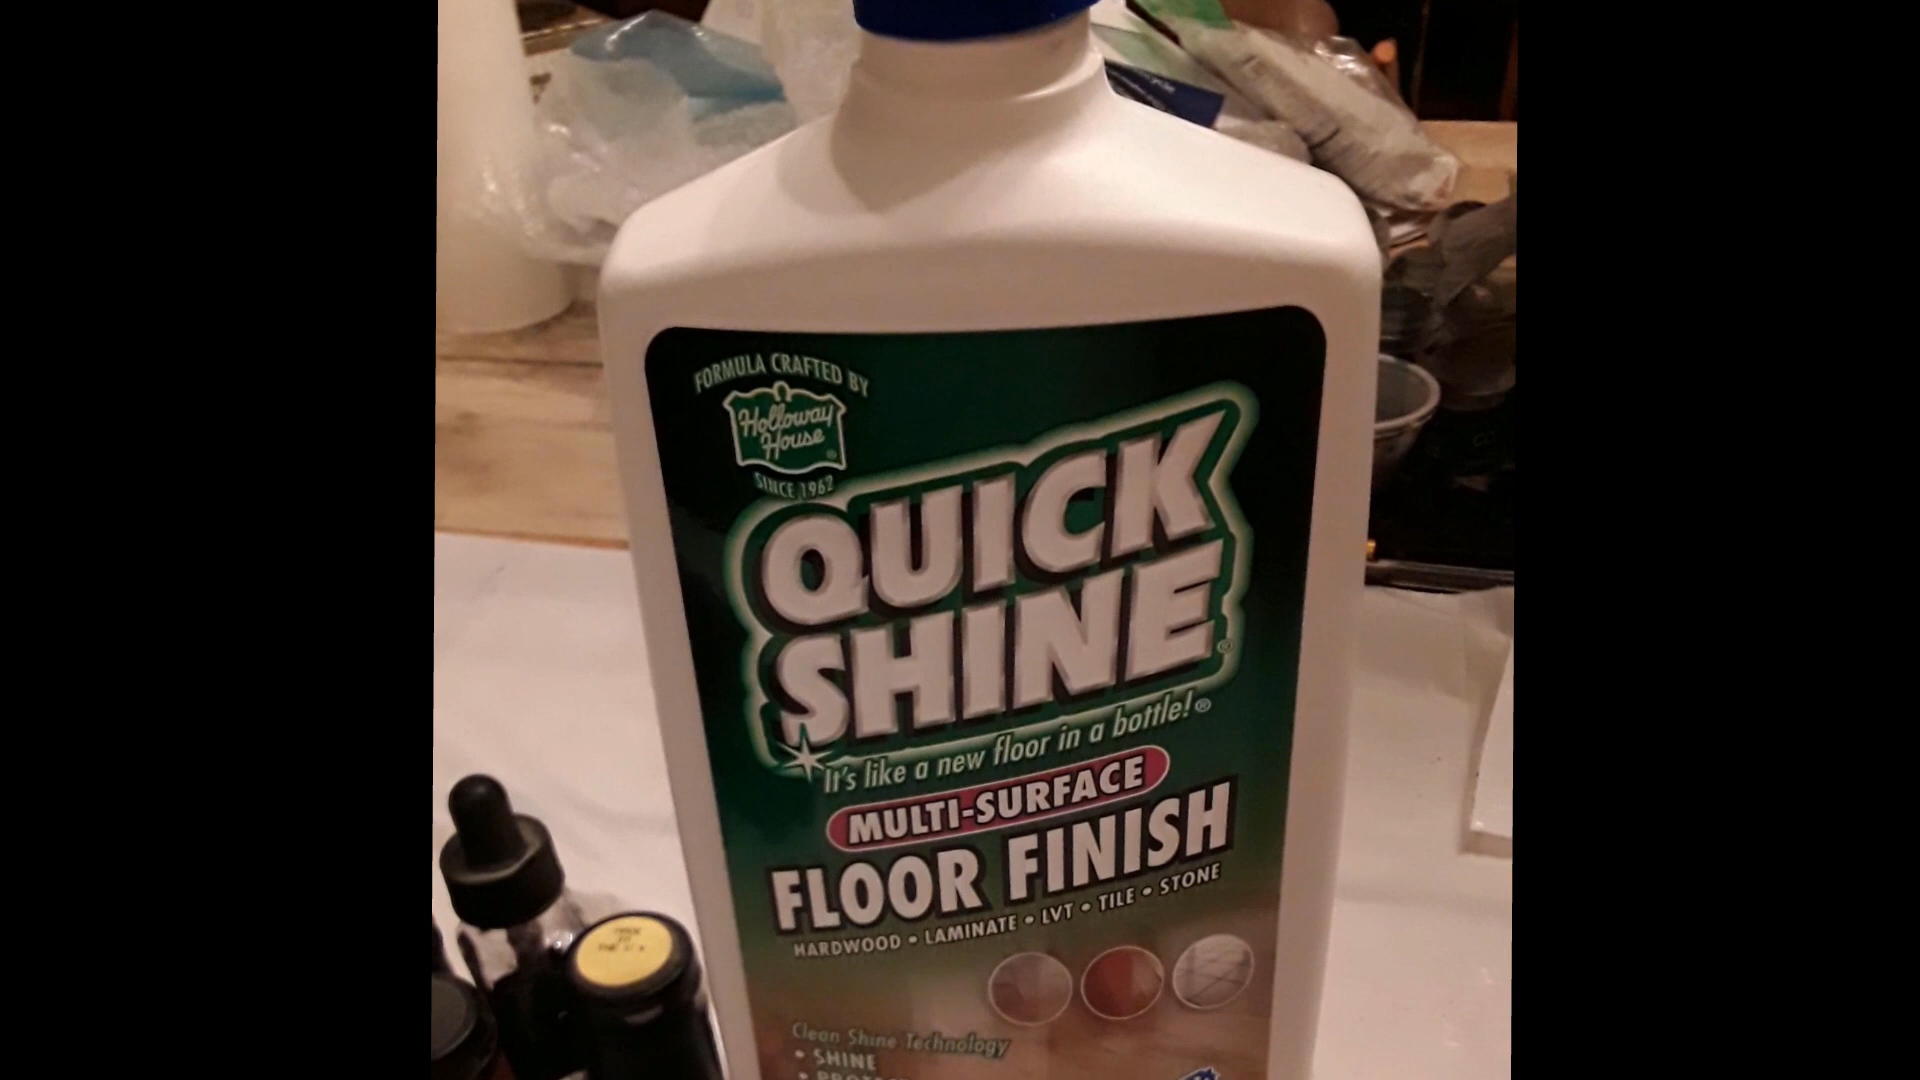 FORMULA CRAFTED BY
Holloway
House ®
SINCE 1962
QUICK
SHINE ®
It's like a new floor in a bottle!®
MULTI-SURFACE
FLOOR FINISH
HARDWOOD • LAMINATE • LVT • TILE • STONE
Clean Shine Technology
• SHINE